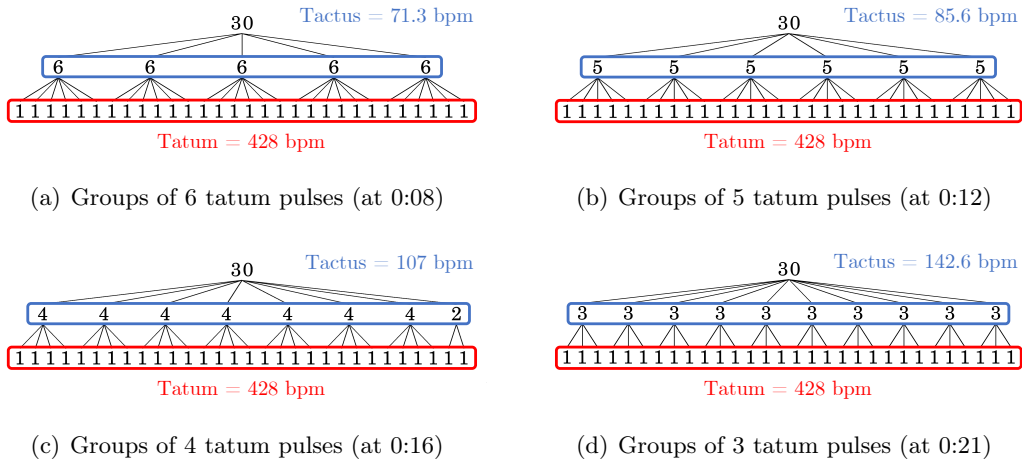 30 Tactus = 71.3 bpm
6 6 6 6 6
1 1 1 1 1 1 1 1 1 1 1 1 1 1 1 1 1 1 1 1 1 1 1 1 1 1 1 1 1 1
Tatum = 428 bpm
(a) Groups of 6 tatum pulses (at 0:08)
30 Tactus = 85.6 bpm
5 5 5 5 5 5
1 1 1 1 1 1 1 1 1 1 1 1 1 1 1 1 1 1 1 1 1 1 1 1 1 1 1 1 1 1
Tatum = 428 bpm
(b) Groups of 5 tatum pulses (at 0:12)
30 Tactus = 107 bpm
4 4 4 4 4 4 4 2
1 1 1 1 1 1 1 1 1 1 1 1 1 1 1 1 1 1 1 1 1 1 1 1 1 1 1 1 1 1
Tatum = 428 bpm
(c) Groups of 4 tatum pulses (at 0:16)
30 Tactus = 142.6 bpm
3 3 3 3 3 3 3 3 3 3
1 1 1 1 1 1 1 1 1 1 1 1 1 1 1 1 1 1 1 1 1 1 1 1 1 1 1 1 1 1
Tatum = 428 bpm
(d) Groups of 3 tatum pulses (at 0:21)